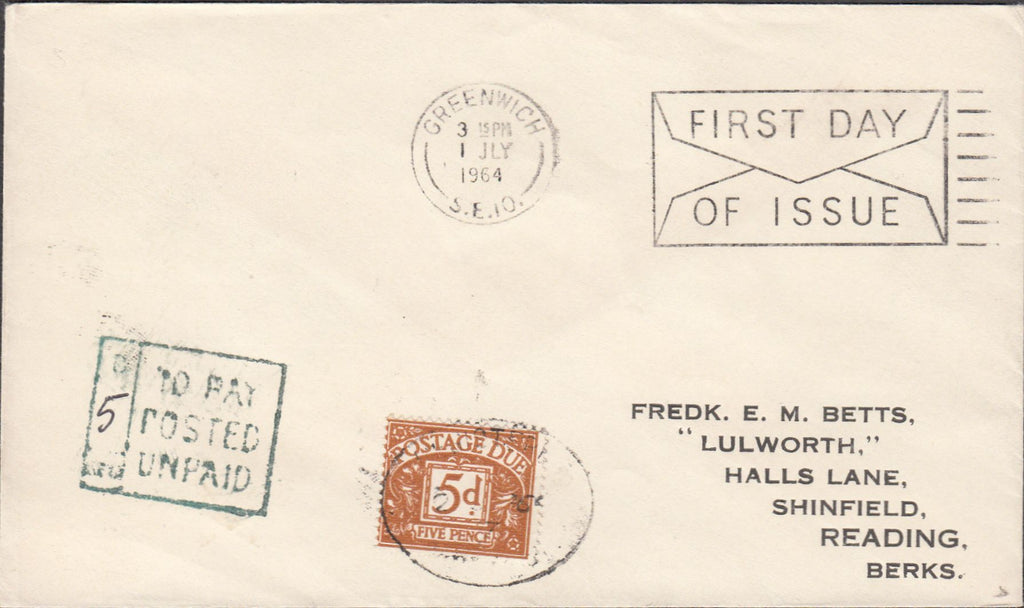 GREENWICH
3 15PM
1 JLY
1964
S.E.10.
FIRST DAY
OF ISSUE
TO PAY
POSTED
UNPAID
5
POSTAGE DUE
5d
FIVE PENCE
FREDK. E. M. BETTS,
"LULWORTH,"
HALLS LANE,
SHINFIELD,
READING,
BERKS.